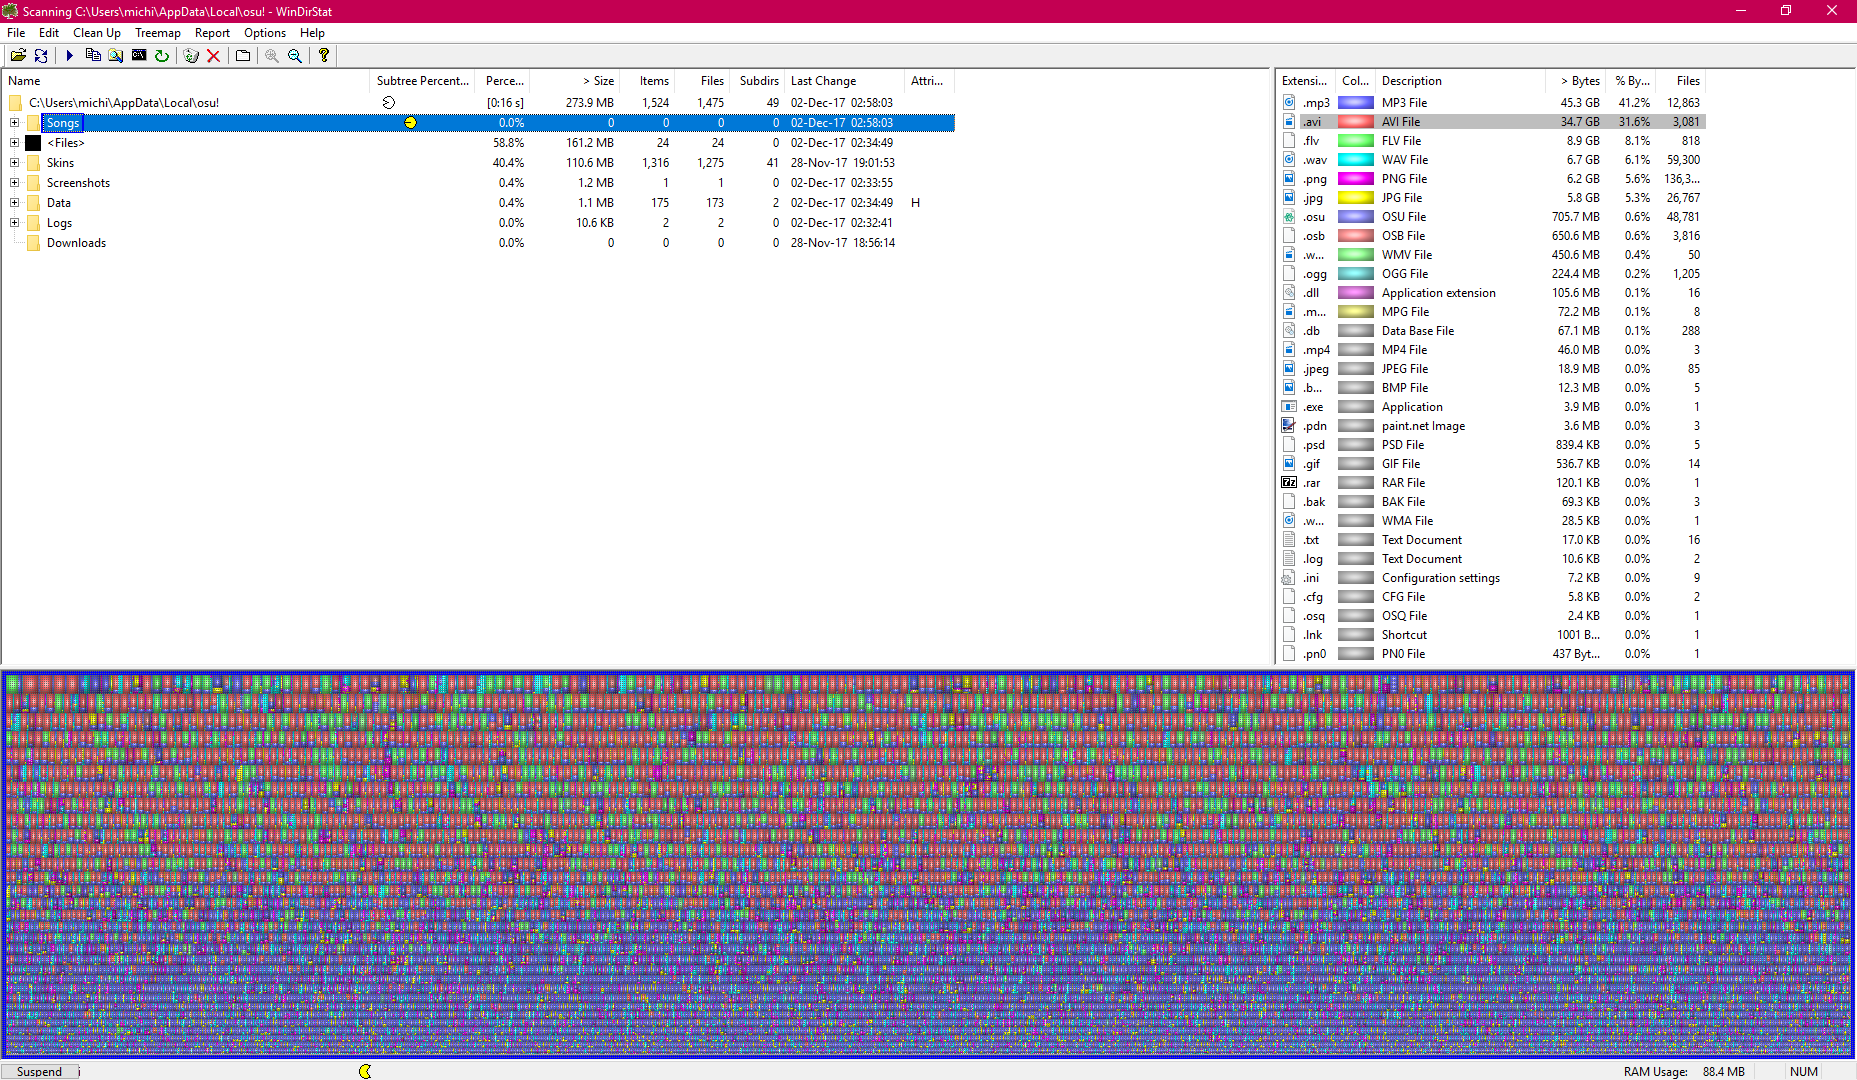 Scanning C:\Users\michi\AppData\Local\osu! - WinDirStat
File Edit Clean Up Treemap Report Options Help
Name Subtree Percent... Perce... > Size Items Files Subdirs Last Change Attri...
C:\Users\michi\AppData\Local\osu! [0:16 s] 273.9 MB 1,524 1,475 49 02-Dec-17 02:58:03
Songs 0.0% 0 0 0 0 02-Dec-17 02:58:03
<Files> 58.8% 161.2 MB 24 24 0 02-Dec-17 02:34:49
Skins 40.4% 110.6 MB 1,316 1,275 41 28-Nov-17 19:01:53
Screenshots 0.4% 1.2 MB 1 1 0 02-Dec-17 02:33:55
Data 0.4% 1.1 MB 175 173 2 02-Dec-17 02:34:49 H
Logs 0.0% 10.6 KB 2 2 0 02-Dec-17 02:32:41
Downloads 0.0% 0 0 0 0 28-Nov-17 18:56:14
Extensi... Col... Description > Bytes % By... Files
.mp3 MP3 File 45.3 GB 41.2% 12,863
.avi AVI File 34.7 GB 31.6% 3,081
.flv FLV File 8.9 GB 8.1% 818
.wav WAV File 6.7 GB 6.1% 59,300
.png PNG File 6.2 GB 5.6% 136,3...
.jpg JPG File 5.8 GB 5.3% 26,767
.osu OSU File 705.7 MB 0.6% 48,781
.osb OSB File 650.6 MB 0.6% 3,816
.w... WMV File 450.6 MB 0.4% 50
.ogg OGG File 224.4 MB 0.2% 1,205
.dll Application extension 105.6 MB 0.1% 16
.m... MPG File 72.2 MB 0.1% 8
.db Data Base File 67.1 MB 0.1% 288
.mp4 MP4 File 46.0 MB 0.0% 3
.jpeg JPEG File 18.9 MB 0.0% 85
.b... BMP File 12.3 MB 0.0% 5
.exe Application 3.9 MB 0.0% 1
.pdn paint.net Image 3.6 MB 0.0% 3
.psd PSD File 839.4 KB 0.0% 5
.gif GIF File 536.7 KB 0.0% 14
.rar RAR File 120.1 KB 0.0% 1
.bak BAK File 69.3 KB 0.0% 3
.w... WMA File 28.5 KB 0.0% 1
.txt Text Document 17.0 KB 0.0% 16
.log Text Document 10.6 KB 0.0% 2
.ini Configuration settings 7.2 KB 0.0% 9
.cfg CFG File 5.8 KB 0.0% 2
.osq OSQ File 2.4 KB 0.0% 1
.lnk Shortcut 1001 B... 0.0% 1
.pn0 PN0 File 437 Byt... 0.0% 1
Suspend RAM Usage: 88.4 MB NUM